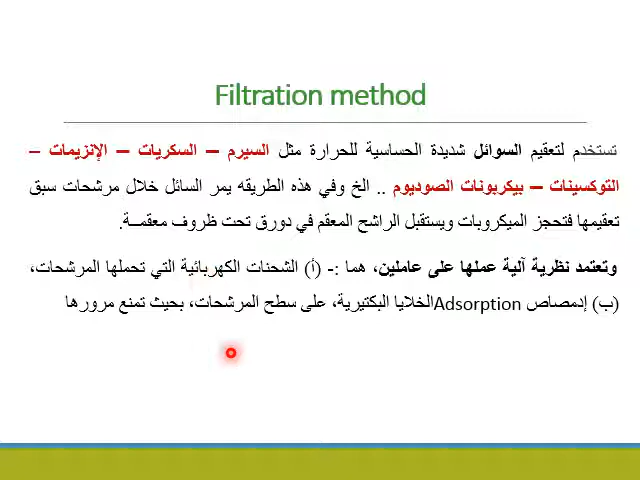 Filtration method
تستخدم لتعقيم السوائل شديدة الحساسية للحرارة مثل السيرم – السكريات – الإنزيمات –
التوكسينات – بيكربونات الصوديوم .. الخ وفي هذه الطريقه يمر السائل خلال مرشحات سبق
تعقيمها فتحجز الميكروبات ويستقبل الراشح المعقم في دورق تحت ظروف معقمــة.
وتعتمد نظرية آلية عملها على عاملين، هما :- (أ) الشحنات الكهربائية التي تحملها المرشحات،
(ب) إدمصاص Adsorptionالخلايا البكتيرية، على سطح المرشحات، بحيث تمنع مرورها